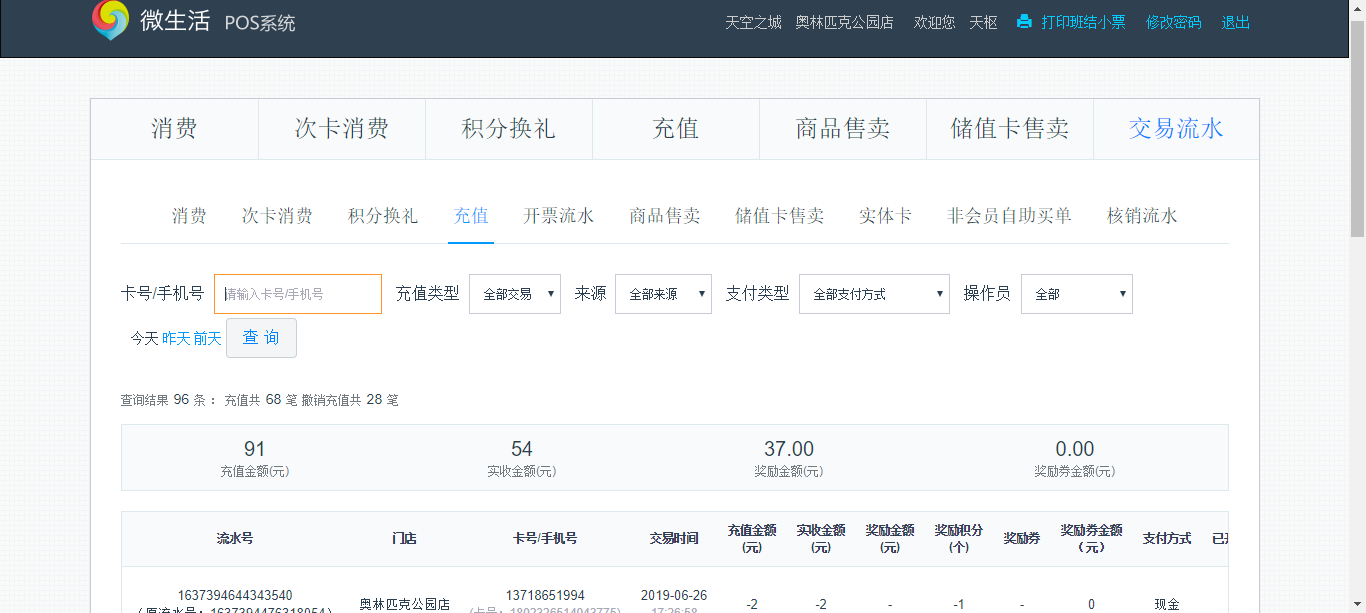 微生活 POS系统 天空之城 奥林匹克公园店 欢迎您 天枢 打印班结小票 修改密码 退出
消费 次卡消费 积分换礼 充值 商品售卖 储值卡售卖 交易流水
消费 次卡消费 积分换礼 充值 开票流水 商品售卖 储值卡售卖 实体卡 非会员自助买单 核销流水
卡号/手机号 请输入卡号/手机号 充值类型 全部交易 来源 全部来源 支付类型 全部支付方式 操作员 全部
今天 昨天 前天 查 询
查询结果 96 条 : 充值共 68 笔 撤销充值共 28 笔
91 54 37.00 0.00
充值金额(元) 实收金额(元) 奖励金额(元) 奖励券金额(元)
流水号 门店 卡号/手机号 交易时间 充值金额(元) 实收金额(元) 奖励金额(元) 奖励积分(个) 奖励券 奖励券金额(元) 支付方式
1637394644343540 奥林匹克公园店 13718651994 2019-06-26 -2 -2 - -1 - 0 现金
(原流水号: 1637394476318054) (卡号: 1802326514943775) 17:26:58